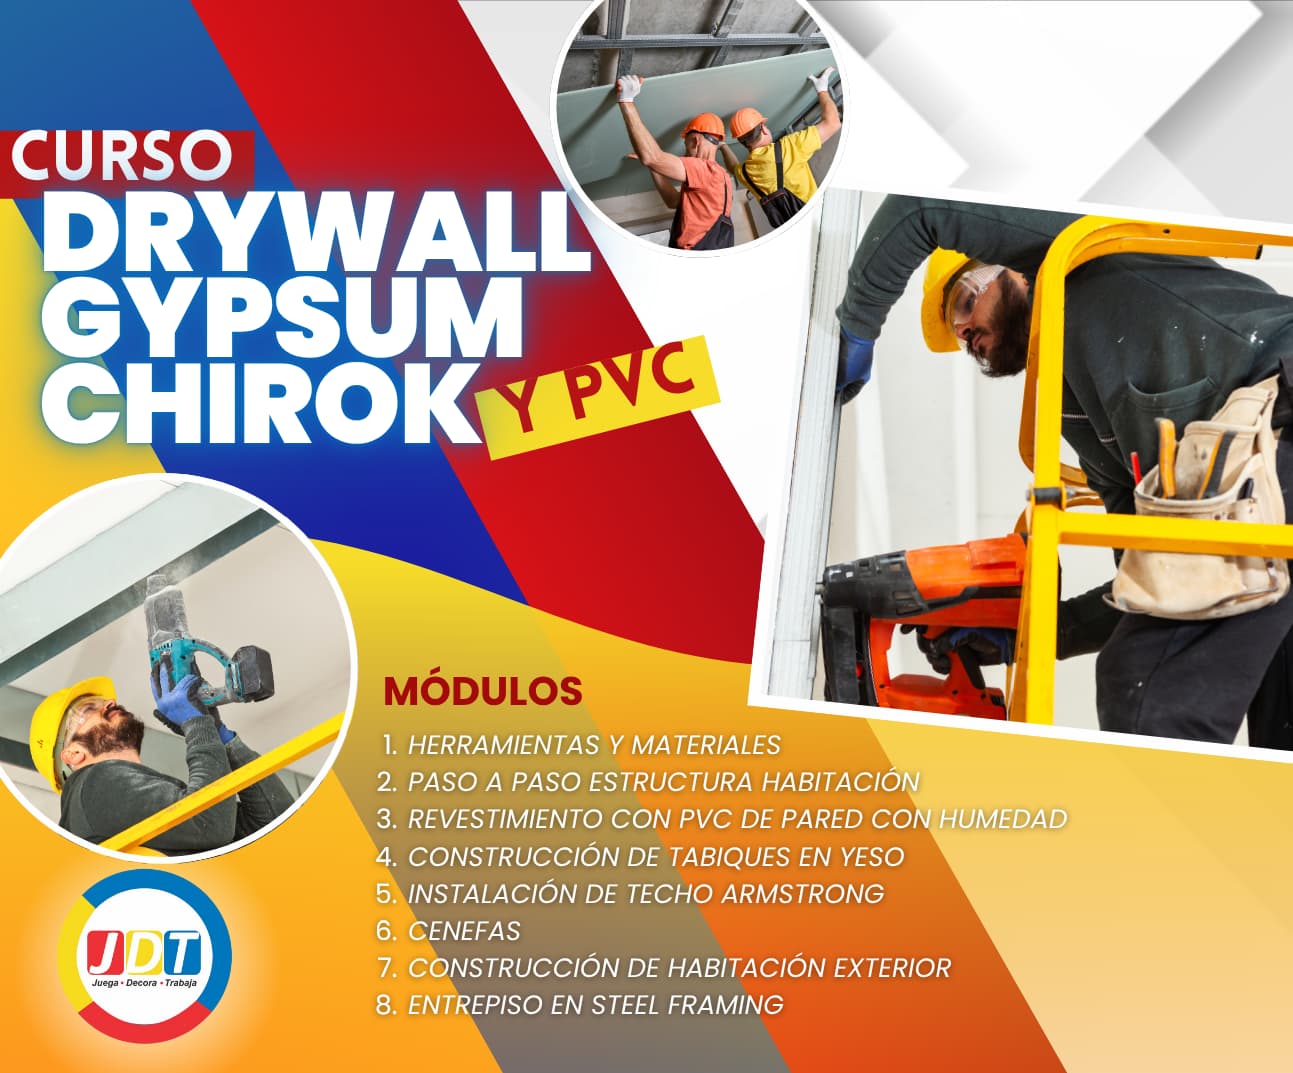 CURSO
DRYWALL
GYPSUM
CHIROK
Y PVC
MÓDULOS
1. HERRAMIENTAS Y MATERIALES
2. PASO A PASO ESTRUCTURA HABITACIÓN
3. REVESTIMIENTO CON PVC DE PARED CON HUMEDAD
4. CONSTRUCCIÓN DE TABIQUES EN YESO
5. INSTALACIÓN DE TECHO ARMSTRONG
6. CENEFAS
7. CONSTRUCCIÓN DE HABITACIÓN EXTERIOR
8. ENTREPISO EN STEEL FRAMING
JDT
Juega • Decora • Trabaja